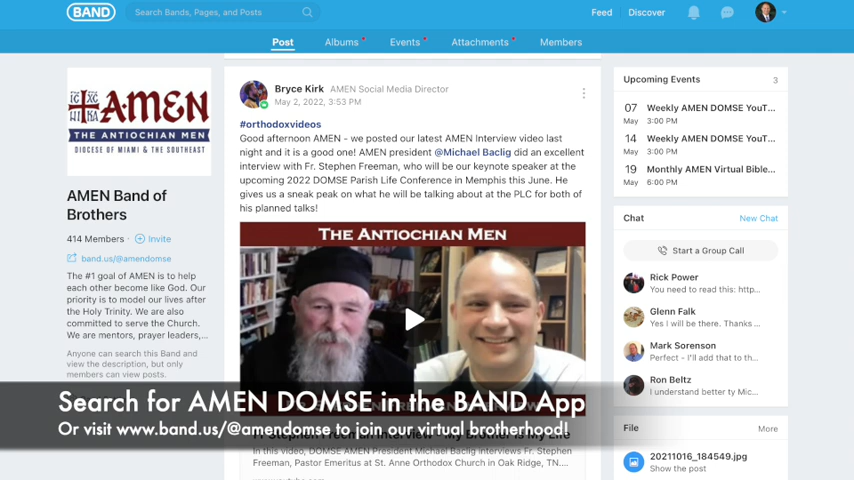 BAND
Search Bands, Pages, and Posts
Feed
Discover
Post
Albums
Events
Attachments
Members
IC XC
NI KA
AMEN
THE ANTIOCHIAN MEN
DIOCESE OF MIAMI & THE SOUTHEAST
AMEN Band of
Brothers
414 Members · Invite
band.us/@amendomse
The #1 goal of AMEN is to help
each other become like God. Our
priority is to model our lives after
the Holy Trinity. We are also
committed to serve the Church.
We are mentors, prayer leaders,...
Anyone can search this Band and
view the description, but only
members can view posts.
Bryce Kirk AMEN Social Media Director
May 2, 2022, 3:53 PM
#orthodoxvideos
Good afternoon AMEN - we posted our latest AMEN Interview video last
night and it is a good one! AMEN president @Michael Baclig did an excellent
interview with Fr. Stephen Freeman, who will be our keynote speaker at the
upcoming 2022 DOMSE Parish Life Conference in Memphis this June. He
gives us a sneak peak on what he will be talking about at the PLC for both of
his planned talks!
THE ANTIOCHIAN MEN
Fr Stephen Freeman Interview - My Brother Is My Life
In this video, DOMSE AMEN President Michael Baclig interviews Fr. Stephen
Freeman, Pastor Emeritus at St. Anne Orthodox Church in Oak Ridge, TN....
Upcoming Events 3
07 Weekly AMEN DOMSE YouT...
May 3:00 PM
14 Weekly AMEN DOMSE YouT...
May 3:00 PM
19 Monthly AMEN Virtual Bible...
May 6:00 PM
Chat New Chat
Start a Group Call
Rick Power
You need to read this: http...
Glenn Falk
Yes I will be there. Thanks ...
Mark Sorenson
Perfect - I'll add that to th...
Ron Beltz
I understand better ty Mic...
File More
20211016_184549.jpg
Show the post
Search for AMEN DOMSE in the BAND App
Or visit www.band.us/@amendomse to join our virtual brotherhood!